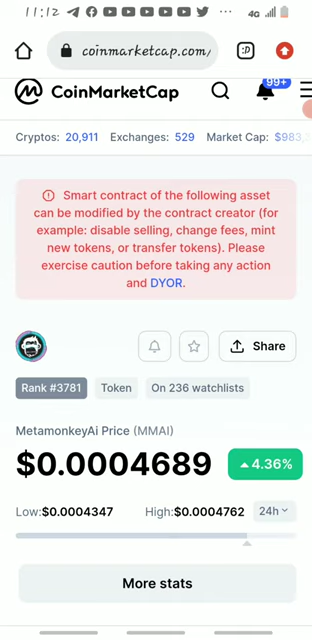 11:12 4G
coinmarketcap.com/ :D
CoinMarketCap 99+
Cryptos: 20,911 Exchanges: 529 Market Cap: $983,
Smart contract of the following asset
can be modified by the contract creator (for
example: disable selling, change fees, mint
new tokens, or transfer tokens). Please
exercise caution before taking any action
and DYOR.
Share
Rank #3781 Token On 236 watchlists
MetamonkeyAi Price (MMAI)
$0.0004689 4.36%
Low:$0.0004347 High:$0.0004762 24h
More stats